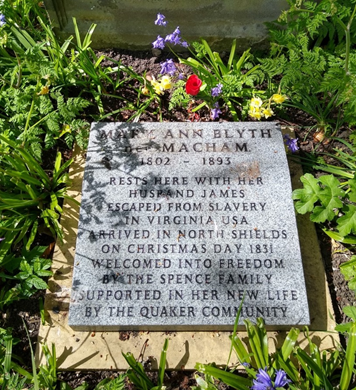 MARY ANN BLYTH
née MACHAM
1802 - 1893
RESTS HERE WITH HER
HUSBAND JAMES
ESCAPED FROM SLAVERY
IN VIRGINIA USA
ARRIVED IN NORTH SHIELDS
ON CHRISTMAS DAY 1831
WELCOMED INTO FREEDOM
BY THE SPENCE FAMILY
SUPPORTED IN HER NEW LIFE
BY THE QUAKER COMMUNITY